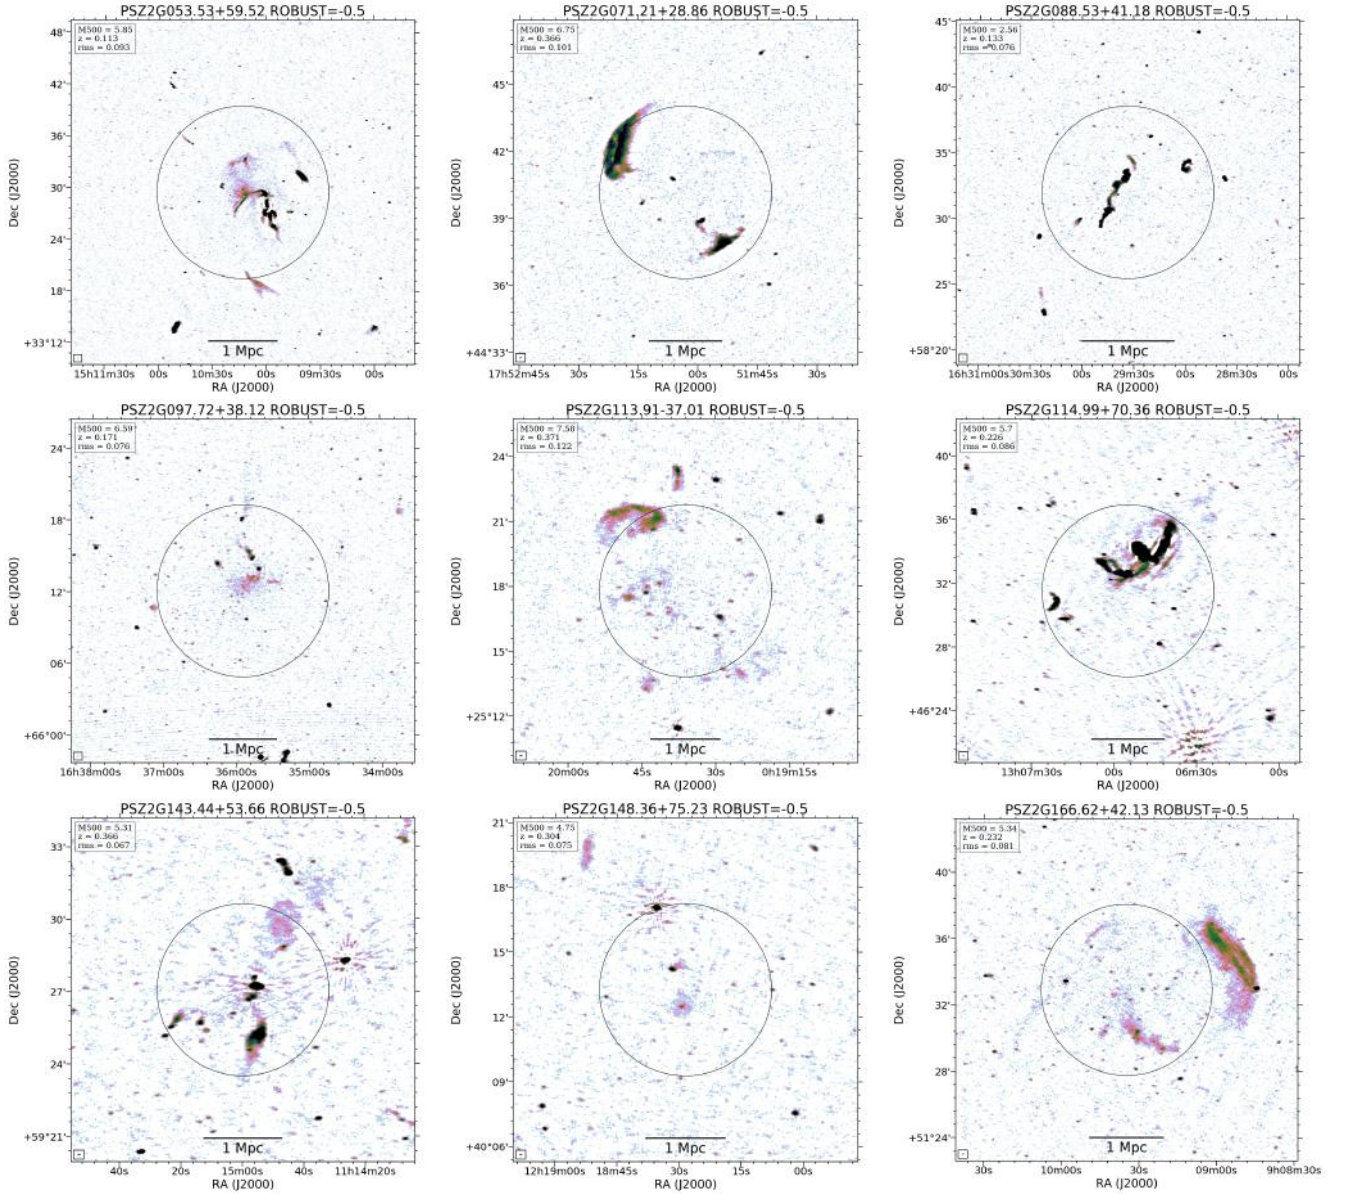 PSZ2G053.53+59.52 ROBUST=-0.5
M500 = 5.85
z = 0.113
rms = 0.093
48'
42'
36'
30'
24'
18'
+33°12'
Dec (J2000)
1 Mpc
15h11m30s 00s 10m30s 00s 09m30s 00s
RA (J2000)
PSZ2G071.21+28.86 ROBUST=-0.5
M500 = 6.75
z = 0.366
rms = 0.101
45'
42'
39'
36'
+44°33'
Dec (J2000)
1 Mpc
17h52m45s 30s 15s 00s 51m45s 30s
RA (J2000)
PSZ2G088.53+41.18 ROBUST=-0.5
M500 = 2.56
z = 0.133
rms = 0.076
45'
40'
35'
30'
25'
+58°20'
Dec (J2000)
1 Mpc
16h31m00s 30m30s 00s 29m30s 00s 28m30s 00s
RA (J2000)
PSZ2G097.72+38.12 ROBUST=-0.5
M500 = 6.59
z = 0.171
rms = 0.076
24'
18'
12'
06'
+66°00'
Dec (J2000)
1 Mpc
16h38m00s 37m00s 36m00s 35m00s 34m00s
RA (J2000)
PSZ2G113.91-37.01 ROBUST=-0.5
M500 = 7.58
z = 0.371
rms = 0.122
24'
21'
18'
15'
+25°12'
Dec (J2000)
1 Mpc
20m00s 45s 30s 0h19m15s
RA (J2000)
PSZ2G114.99+70.36 ROBUST=-0.5
M500 = 5.7
z = 0.226
rms = 0.086
40'
36'
32'
28'
+46°24'
Dec (J2000)
1 Mpc
13h07m30s 00s 06m30s 00s
RA (J2000)
PSZ2G143.44+53.66 ROBUST=-0.5
M500 = 5.31
z = 0.366
rms = 0.067
33'
30'
27'
24'
+59°21'
Dec (J2000)
1 Mpc
40s 20s 15m00s 40s 11h14m20s
RA (J2000)
PSZ2G148.36+75.23 ROBUST=-0.5
M500 = 4.75
z = 0.304
rms = 0.075
21'
18'
15'
12'
09'
+40°06'
Dec (J2000)
1 Mpc
12h19m00s 18m45s 30s 15s 00s
RA (J2000)
PSZ2G166.62+42.13 ROBUST=-0.5
M500 = 5.34
z = 0.232
rms = 0.081
40'
36'
32'
28'
+51°24'
Dec (J2000)
1 Mpc
30s 10m00s 30s 09m00s 9h08m30s
RA (J2000)